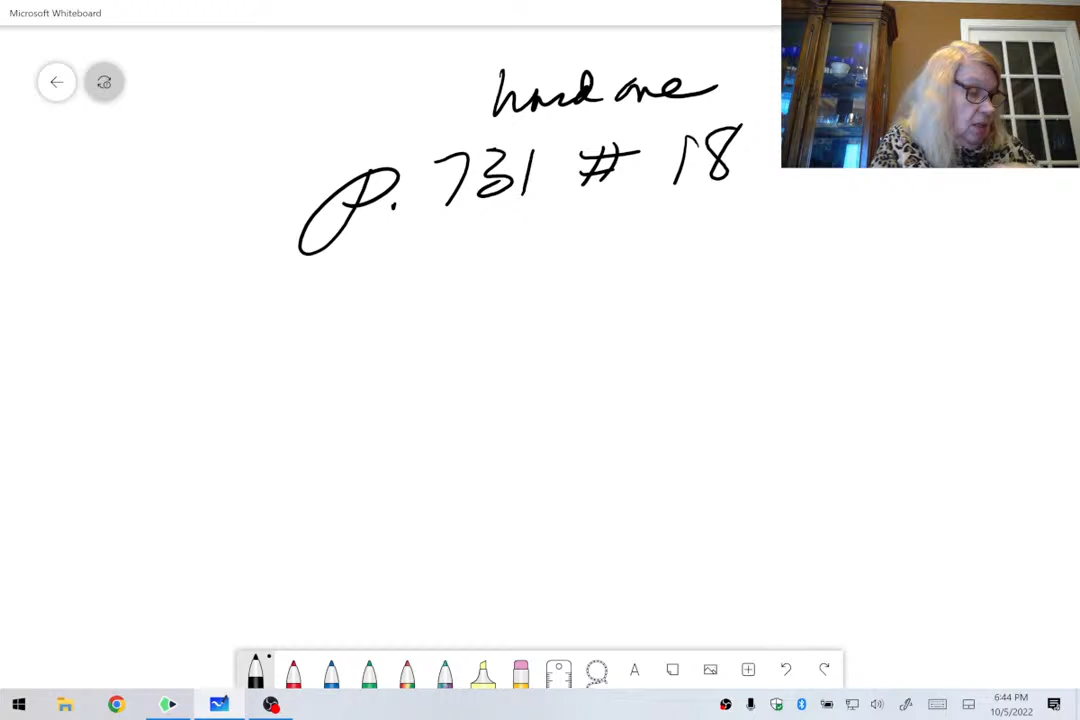 Microsoft Whiteboard
hard one
p. 731 # 18
A
6:44 PM
10/5/2022